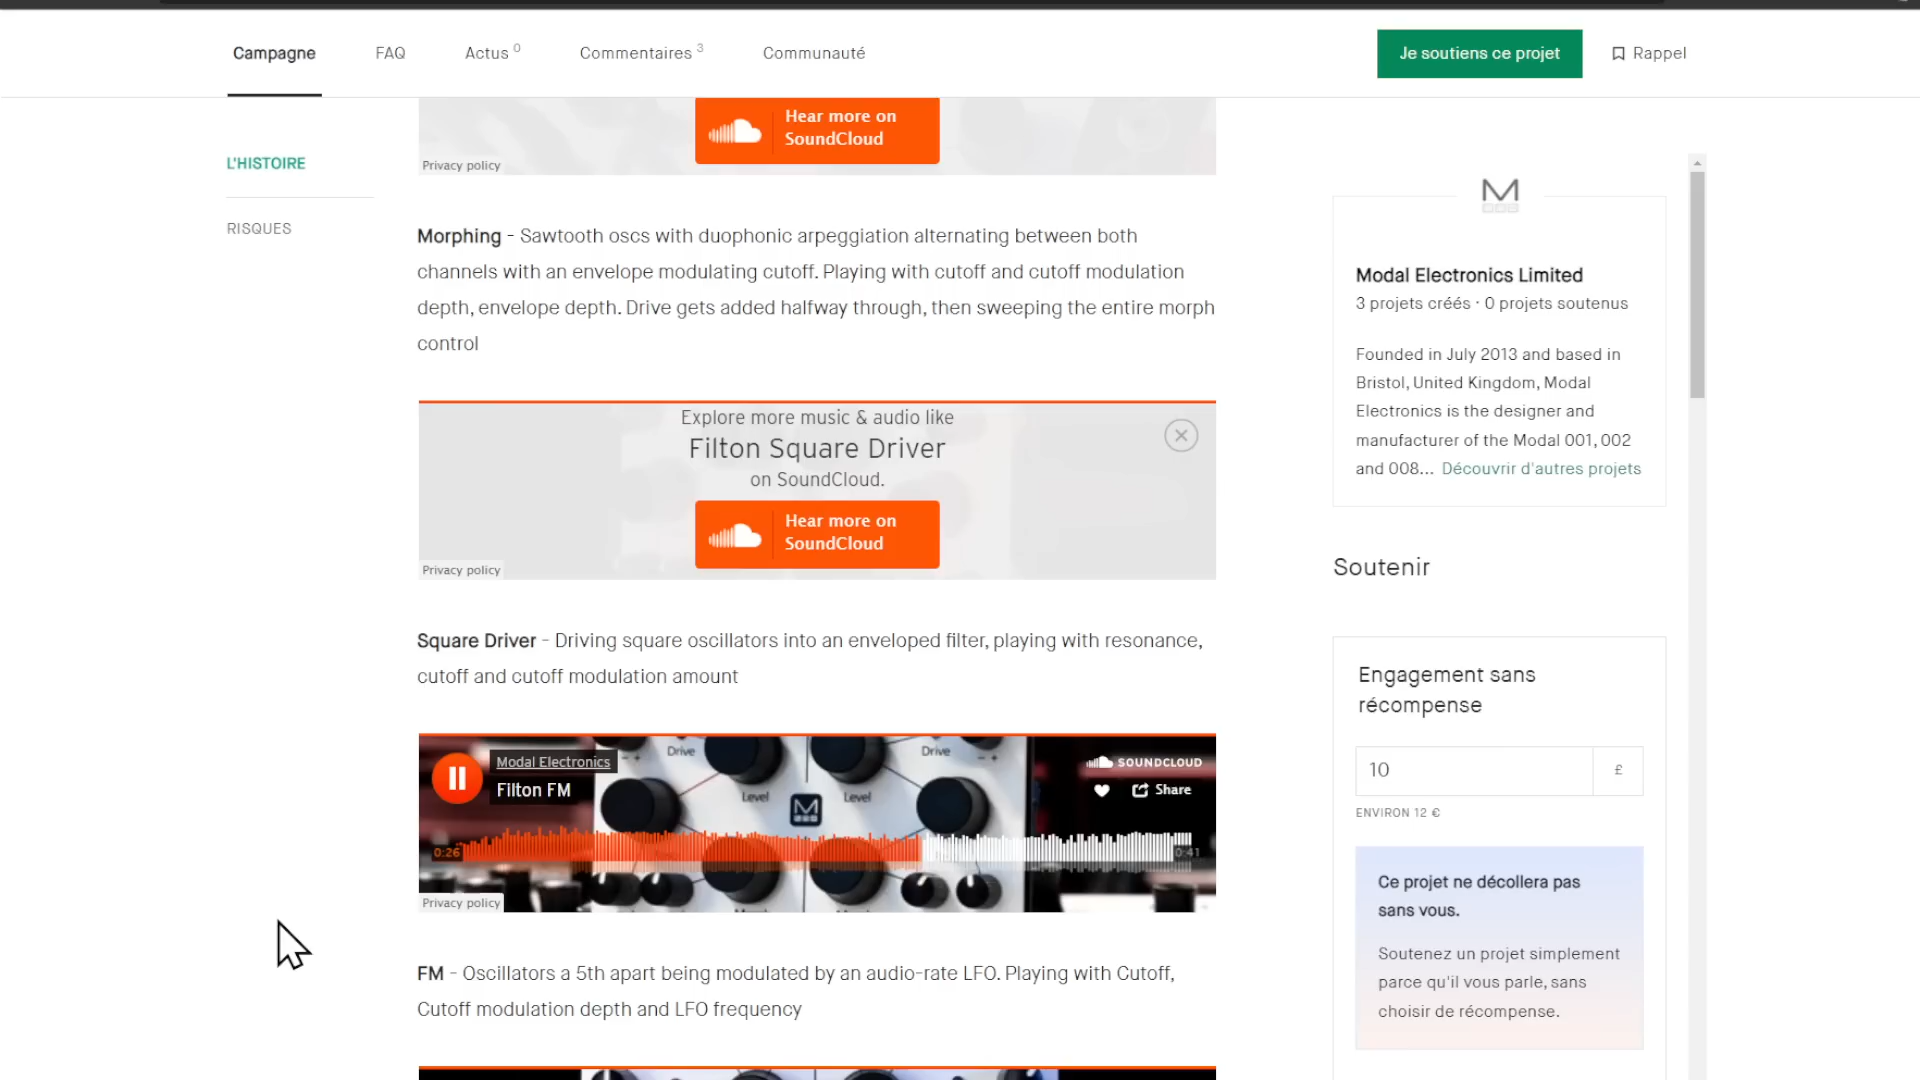 Campagne
FAQ
Actus 0
Commentaires 3
Communauté
Je soutiens ce projet
Rappel
L'HISTOIRE
RISQUES
Hear more on
SoundCloud
Privacy policy
Morphing - Sawtooth oscs with duophonic arpeggiation alternating between both
channels with an envelope modulating cutoff. Playing with cutoff and cutoff modulation
depth, envelope depth. Drive gets added halfway through, then sweeping the entire morph
control
Explore more music & audio like
Filton Square Driver
on SoundCloud.
Hear more on
SoundCloud
Privacy policy
Square Driver - Driving square oscillators into an enveloped filter, playing with resonance,
cutoff and cutoff modulation amount
Modal Electronics
Filton FM
Drive
Drive
SOUNDCLOUD
Share
Level
Level
M
0:26
0:41
Privacy policy
FM - Oscillators a 5th apart being modulated by an audio-rate LFO. Playing with Cutoff,
Cutoff modulation depth and LFO frequency
M
Modal Electronics Limited
3 projets créés · 0 projets soutenus
Founded in July 2013 and based in
Bristol, United Kingdom, Modal
Electronics is the designer and
manufacturer of the Modal 001, 002
and 008... Découvrir d'autres projets
Soutenir
Engagement sans
récompense
10 £
ENVIRON 12 €
Ce projet ne décollera pas
sans vous.
Soutenez un projet simplement
parce qu'il vous parle, sans
choisir de récompense.